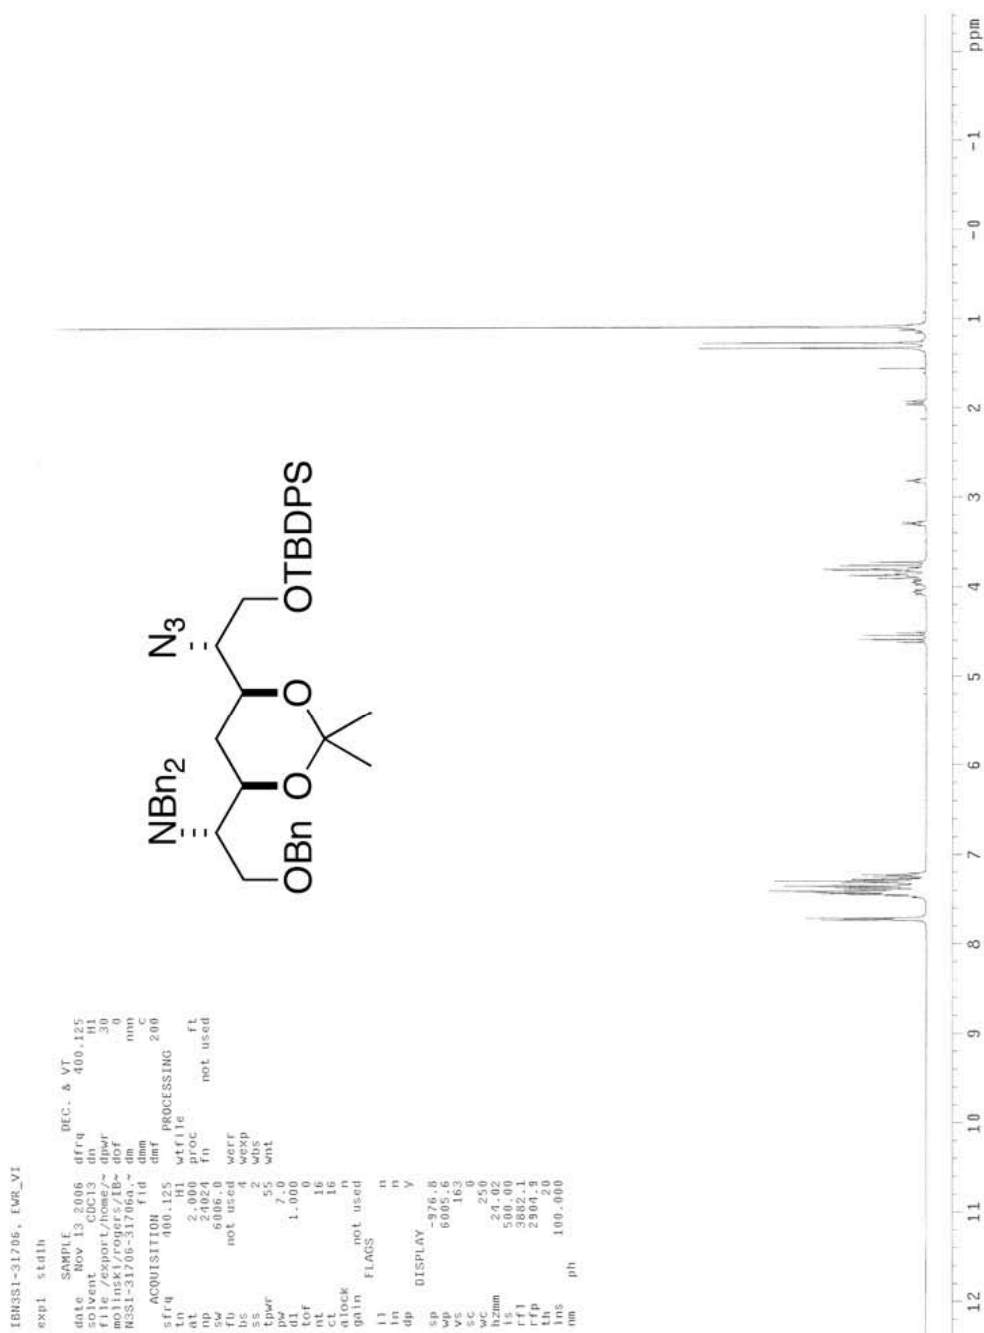 IBN3S1-31706, EWR_VI
exp1 std1h
SAMPLE DEC. & VT
date Nov 13 2006 dfrq 400.125
solvent CDCl3 dn H1
file /export/home/~ dpwr 30
molinski/rogers/IB~ dof 0
N3S1-31706-31706a.~ dm nnn
fid dmm c
ACQUISITION dmf 200
sfrq 400.125 PROCESSING
tn H1 wtfile
at 2.000 proc ft
np 24024 fn not used
sw 6006.0
fb not used werr
bs 4 wexp
ss 2 wbs
tpwr 55 wnt
pw 7.0
d1 1.000
tof 0
nt 16
ct 16
alock n
gain not used
FLAGS
il n
in n
dp y
DISPLAY
sp -976.8
wp 6005.6
vs 163
sc 0
wc 250
hzmm 24.02
is 500.00
rfl 3882.1
rfp 2904.9
th 20
ins 100.000
nm ph
NBn2 N3
OBn O O OTBDPS
12 11 10 9 8 7 6 5 4 3 2 1 -0 -1 ppm